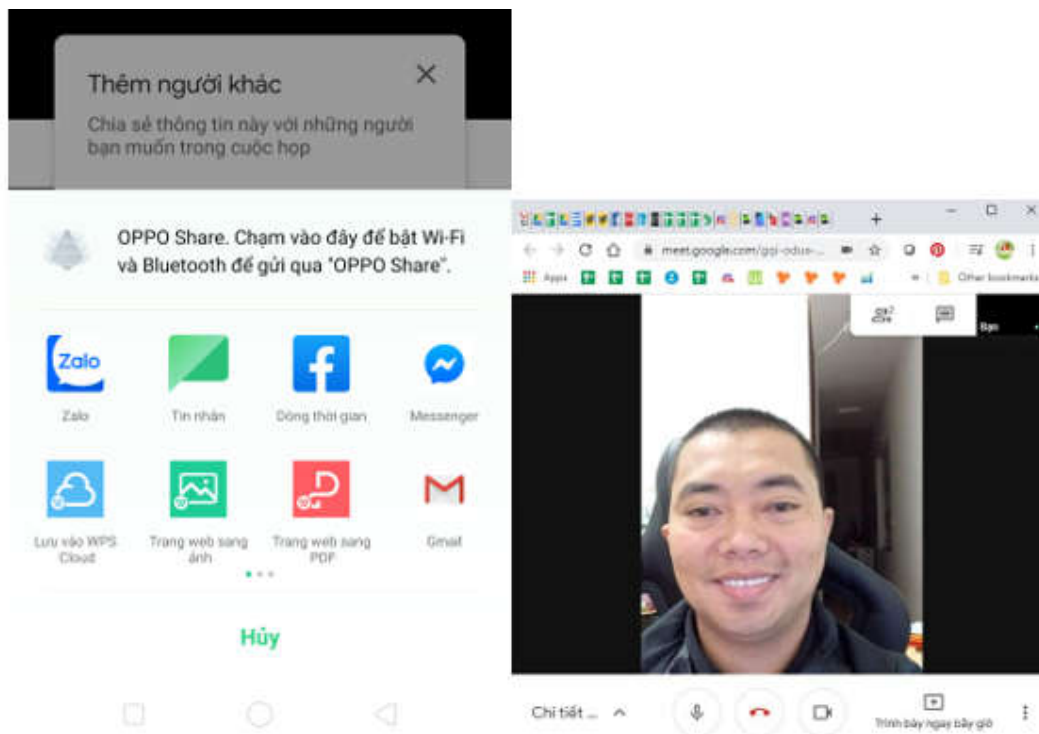 Thêm người khác
Chia sẻ thông tin này với những người
bạn muốn trong cuộc họp
OPPO Share. Chạm vào đây để bật Wi-Fi
và Bluetooth để gửi qua "OPPO Share".
Zalo
Zalo
Tin nhắn
Dòng thời gian
Messenger
Lưu vào WPS
Cloud
Trang web sang
ảnh
Trang web sang
PDF
Gmail
Hủy
meet.google.com/
Apps
Other bookmarks
Bạn
Chi tiết ...
Trình bày ngay bây giờ